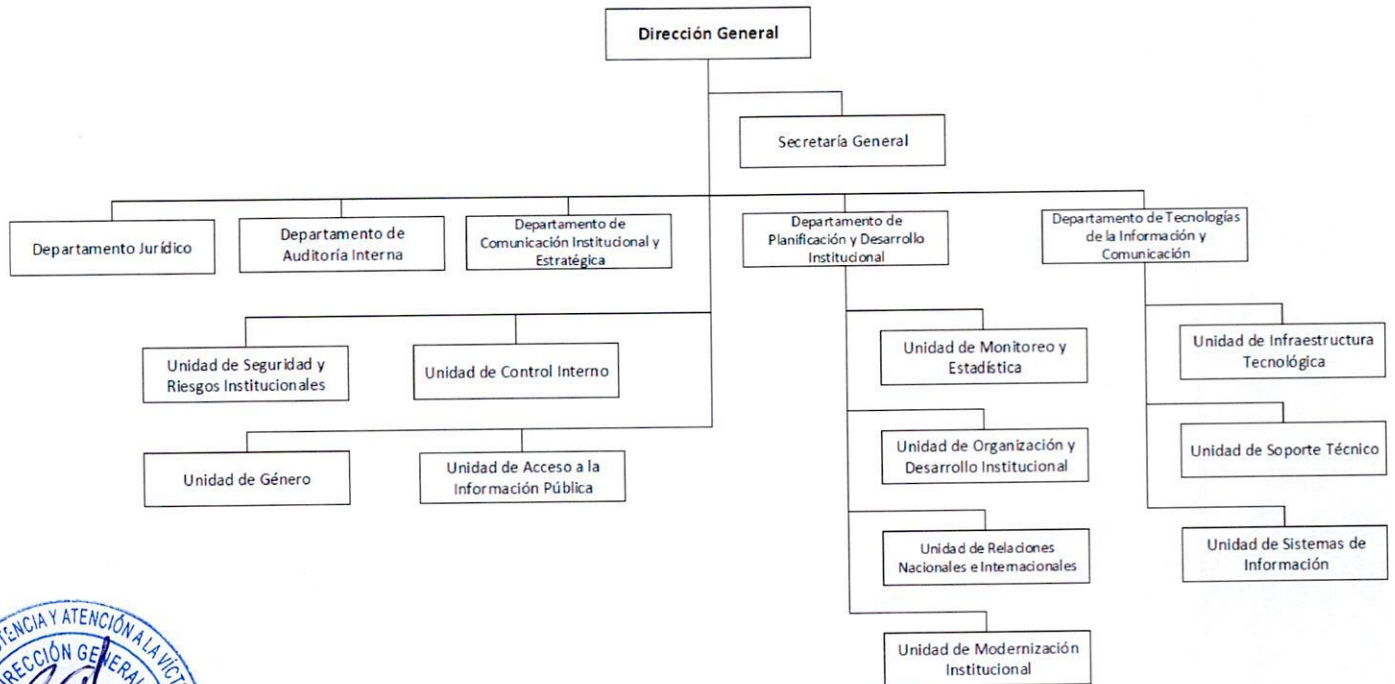 Dirección General
Secretaría General
Departamento Jurídico
Departamento de
Auditoría Interna
Departamento de
Comunicación Institucional y
Estratégica
Departamento de
Planificación y Desarrollo
Institucional
Departamento de Tecnologías
de la Información y
Comunicación
Unidad de Seguridad y
Riesgos Institucionales
Unidad de Control Interno
Unidad de Monitoreo y
Estadística
Unidad de Infraestructura
Tecnológica
Unidad de Género
Unidad de Acceso a la
Información Pública
Unidad de Organización y
Desarrollo Institucional
Unidad de Soporte Técnico
Unidad de Relaciones
Nacionales e Internacionales
Unidad de Sistemas de
Información
Unidad de Modernización
Institucional
Y ATENCIÓN A LA